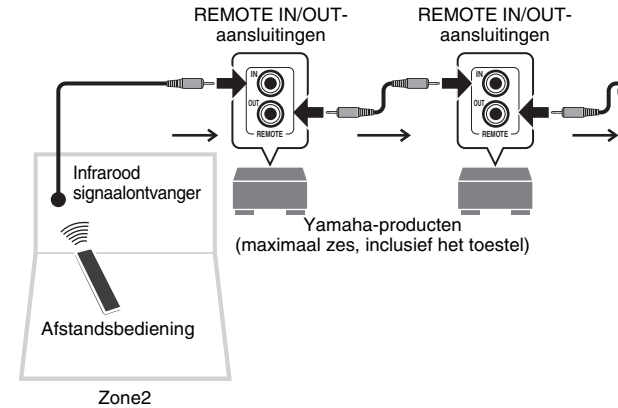 REMOTE IN/OUT-
aansluitingen
REMOTE IN/OUT-
aansluitingen
IN
OUT
REMOTE
IN
OUT
REMOTE
Infrarood
signaalontvanger
Yamaha-producten
(maximaal zes, inclusief het toestel)
Afstandsbediening
Zone2